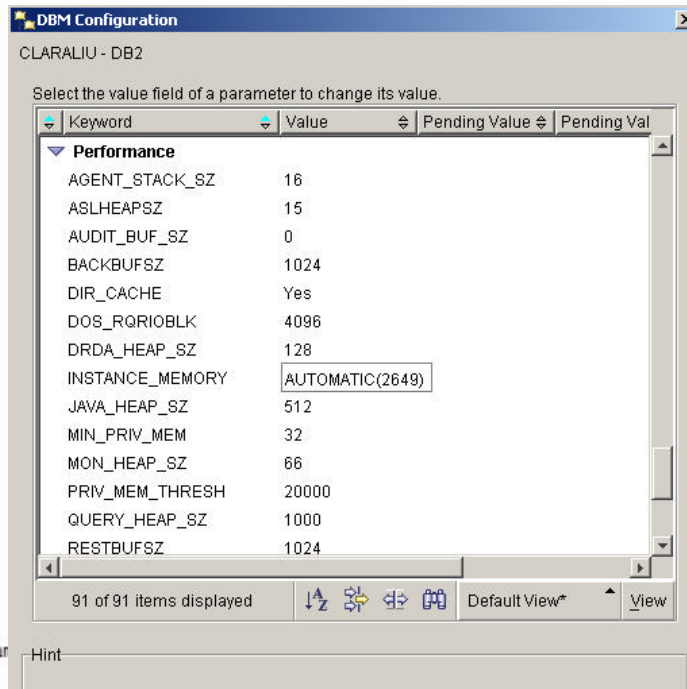 DBM Configuration
CLARALIU - DB2
Select the value field of a parameter to change its value.
Keyword Value Pending Value Pending Val
Performance
AGENT_STACK_SZ 16
ASLHEAPSZ 15
AUDIT_BUF_SZ 0
BACKBUFSZ 1024
DIR_CACHE Yes
DOS_RQRIOBLK 4096
DRDA_HEAP_SZ 128
INSTANCE_MEMORY AUTOMATIC(2649)
JAVA_HEAP_SZ 512
MIN_PRIV_MEM 32
MON_HEAP_SZ 66
PRIV_MEM_THRESH 20000
QUERY_HEAP_SZ 1000
RESTBUFSZ 1024
91 of 91 items displayed Default View* View
Hint